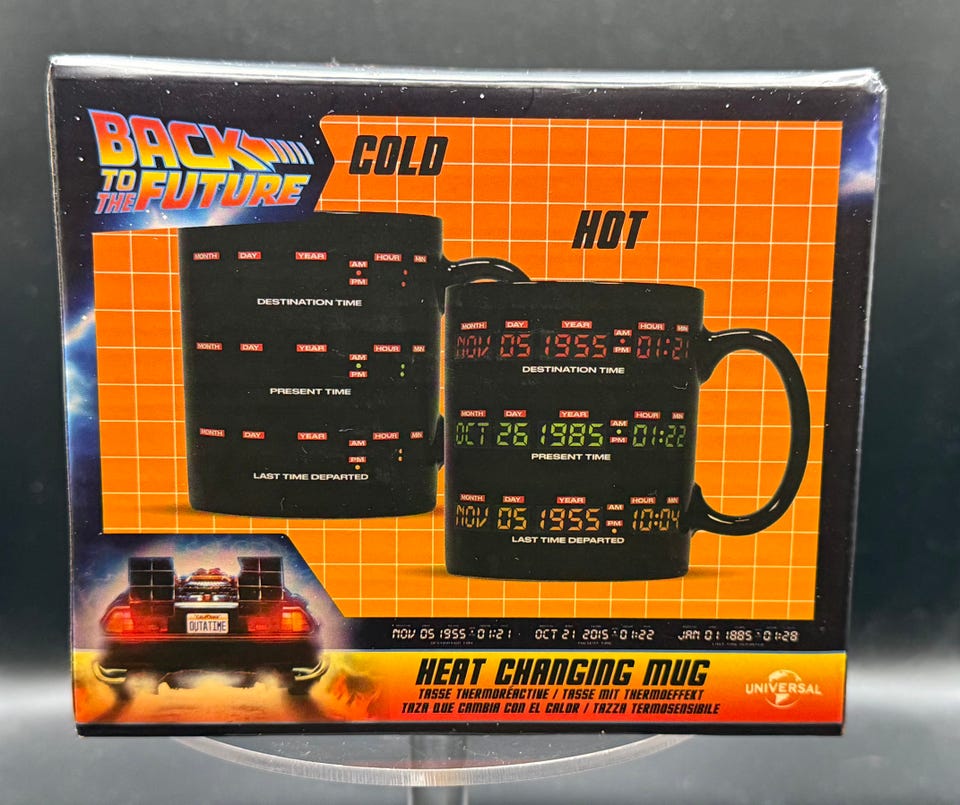 BACK
TO
THE FUTURE
COLD
HOT
MONTH DAY YEAR AM PM HOUR MIN
DESTINATION TIME
MONTH DAY YEAR AM PM HOUR MIN
PRESENT TIME
MONTH DAY YEAR AM PM HOUR MIN
LAST TIME DEPARTED
MONTH DAY YEAR AM PM HOUR MIN
NOV 05 1955 01:21
DESTINATION TIME
MONTH DAY YEAR AM PM HOUR MIN
OCT 26 1985 01:22
PRESENT TIME
MONTH DAY YEAR AM PM HOUR MIN
NOV 05 1955 10:04
LAST TIME DEPARTED
OUTATIME
NOV 05 1955 01:21 OCT 21 2015 01:22 JAN 01 1885 01:28
HEAT CHANGING MUG
TASSE THERMORÉACTIVE / TASSE MIT THERMOEFFEKT
TAZA QUE CAMBIA CON EL CALOR / TAZZA TERMOSENSIBILE
UNIVERSAL